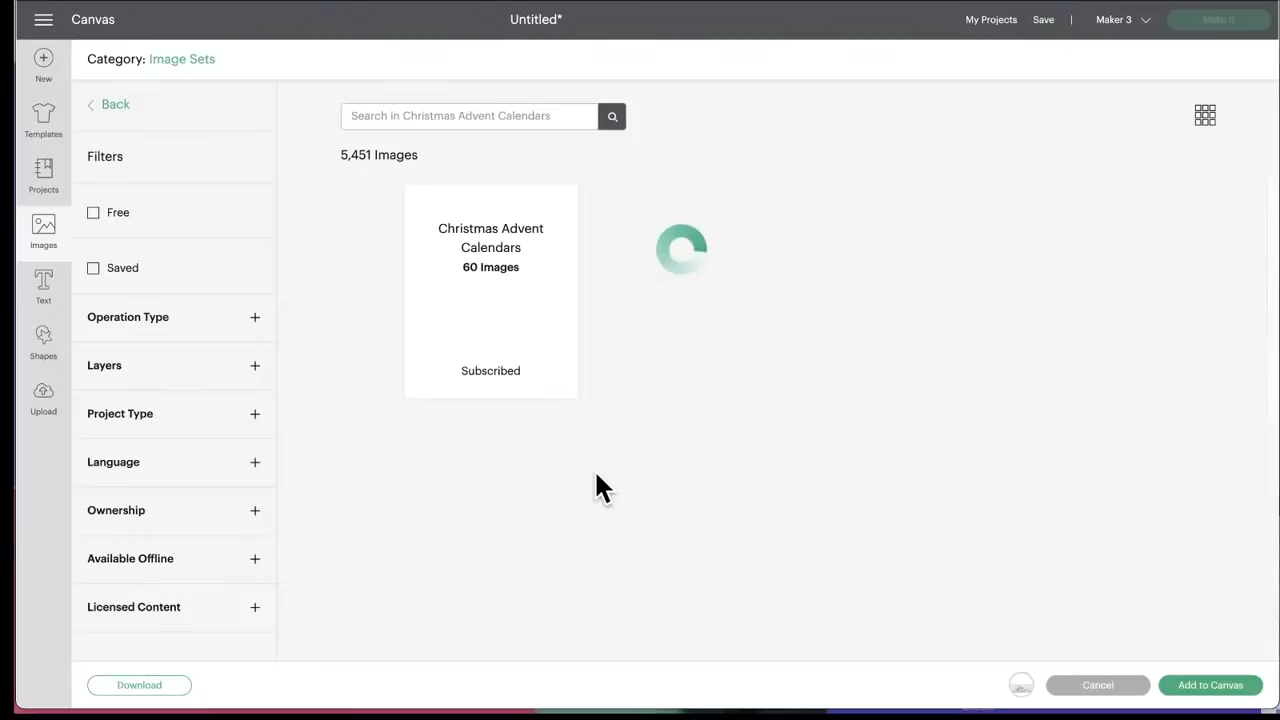 Canvas
Untitled*
My Projects
Save
|
Maker 3
Make It
New
Templates
Projects
Images
Text
Shapes
Upload
Category: Image Sets
Back
Filters
Free
Saved
Operation Type
Layers
Project Type
Language
Ownership
Available Offline
Licensed Content
Search in Christmas Advent Calendars
5,451 Images
Christmas Advent
Calendars
60 Images
Subscribed
Download
Cancel
Add to Canvas